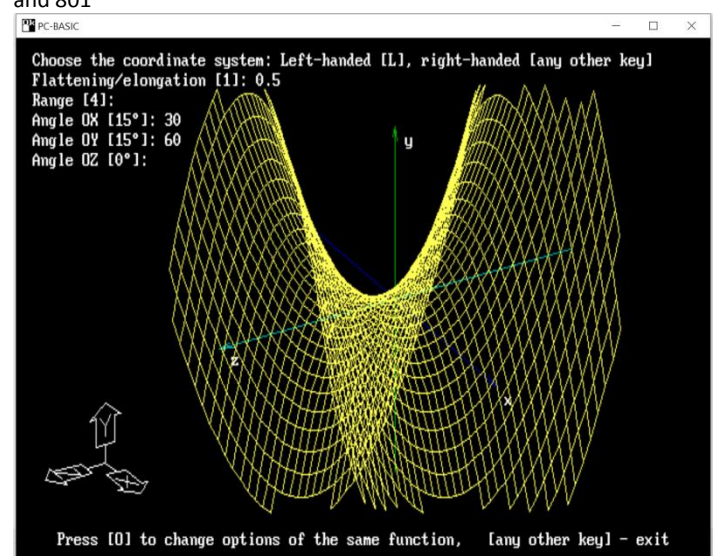 and 801
PC-BASIC
Choose the coordinate system: Left-handed [L], right-handed [any other key]
Flattening/elongation [1]: 0.5
Range [4]:
Angle OX [15°]: 30
Angle OY [15°]: 60
Angle OZ [0°]:
y
z
x
Y
X
Press [O] to change options of the same function, [any other key] - exit